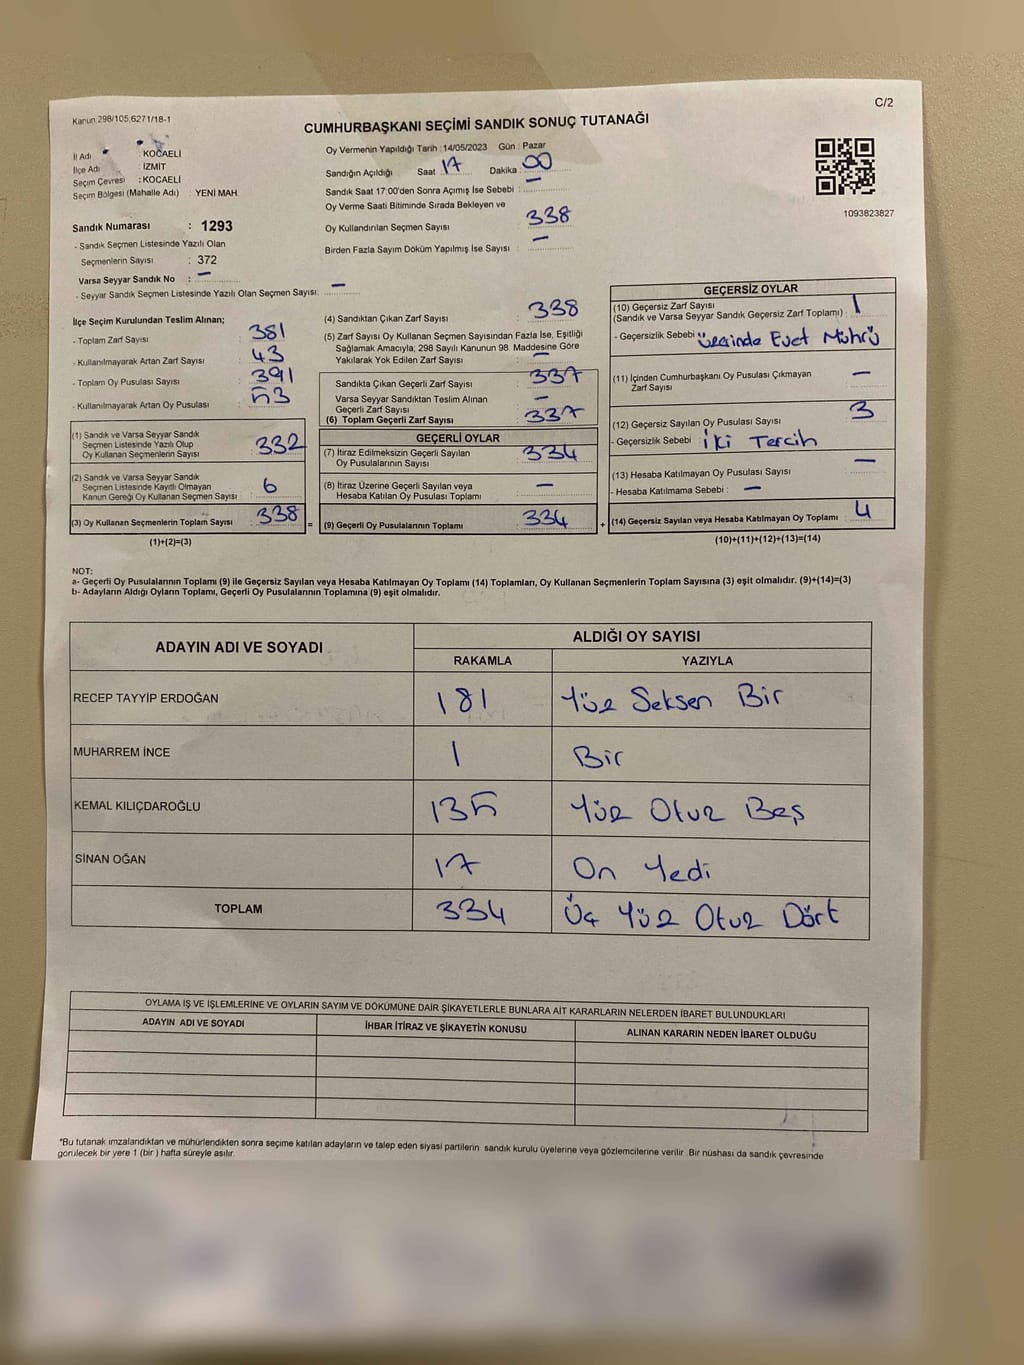 C/2
Kanun:298/105,6271/18-1
CUMHURBAŞKANI SEÇİMİ SANDIK SONUÇ TUTANAĞI
İl Adı : KOCAELİ
İlçe Adı : İZMİT
Seçim Çevresi : KOCAELİ
Seçim Bölgesi (Mahalle Adı) : YENİ MAH.
Sandık Numarası : 1293
- Sandık Seçmen Listesinde Yazılı Olan
Seçmenlerin Sayısı : 372
Varsa Seyyar Sandık No : —
- Seyyar Sandık Seçmen Listesinde Yazılı Olan Seçmen Sayısı: —
Oy Vermenin Yapıldığı Tarih : 14/05/2023 Gün : Pazar
Sandığın Açıldığı Saat : 17 Dakika : 00
Sandık Saat 17:00'den Sonra Açımış İse Sebebi : —
Oy Verme Saati Bitiminde Sırada Bekleyen ve
Oy Kullandırılan Seçmen Sayısı : 338
Birden Fazla Sayım Döküm Yapılmış İse Sayısı : —
1093823827
İlçe Seçim Kurulundan Teslim Alınan;
- Toplam Zarf Sayısı : 381
- Kullanılmayarak Artan Zarf Sayısı : 43
- Toplam Oy Pusulası Sayısı : 391
- Kullanılmayarak Artan Oy Pusulası : 53
(1) Sandık ve Varsa Seyyar Sandık
Seçmen Listesinde Yazılı Olup
Oy Kullanan Seçmenlerin Sayısı : 332
(2) Sandık ve Varsa Seyyar Sandık
Seçmen Listesinde Kayıtlı Olmayan
Kanun Gereği Oy Kullanan Seçmen Sayısı : 6
(3) Oy Kullanan Seçmenlerin Toplam Sayısı : 338
(1)+(2)=(3)
=
(4) Sandıktan Çıkan Zarf Sayısı : 338
(5) Zarf Sayısı Oy Kullanan Seçmen Sayısından Fazla İse, Eşitliği
Sağlamak Amacıyla; 298 Sayılı Kanunun 98. Maddesine Göre
Yakılarak Yok Edilen Zarf Sayısı : —
Sandıkta Çıkan Geçerli Zarf Sayısı : 337
Varsa Seyyar Sandıktan Teslim Alınan
Geçerli Zarf Sayısı : —
(6) Toplam Geçerli Zarf Sayısı : 337
GEÇERLİ OYLAR
(7) İtiraz Edilmeksizin Geçerli Sayılan
Oy Pusulalarının Sayısı : 334
(8) İtiraz Üzerine Geçerli Sayılan veya
Hesaba Katılan Oy Pusulası Toplamı : —
(9) Geçerli Oy Pusulalarının Toplamı : 334
+
GEÇERSİZ OYLAR
(10) Geçersiz Zarf Sayısı
(Sandık ve Varsa Seyyar Sandık Geçersiz Zarf Toplamı) : 1
- Geçersizlik Sebebi : Üzerinde Evet Mührü
(11) İçinden Cumhurbaşkanı Oy Pusulası Çıkmayan
Zarf Sayısı : —
(12) Geçersiz Sayılan Oy Pusulası Sayısı : 3
- Geçersizlik Sebebi : İki Tercih
(13) Hesaba Katılmayan Oy Pusulası Sayısı : —
- Hesaba Katılmama Sebebi : —
(14) Geçersiz Sayılan veya Hesaba Katılmayan Oy Toplamı : 4
(10)+(11)+(12)+(13)=(14)
NOT:
a- Geçerli Oy Pusulalarının Toplamı (9) ile Geçersiz Sayılan veya Hesaba Katılmayan Oy Toplamı (14) Toplamları, Oy Kullanan Seçmenlerin Toplam Sayısına (3) eşit olmalıdır. (9)+(14)=(3)
b- Adayların Aldığı Oyların Toplamı, Geçerli Oy Pusulalarının Toplamına (9) eşit olmalıdır.
ADAYIN ADI VE SOYADI
ALDIĞI OY SAYISI
RAKAMLA YAZIYLA
RECEP TAYYİP ERDOĞAN 181 Yüz Seksen Bir
MUHARREM İNCE 1 Bir
KEMAL KILIÇDAROĞLU 135 Yüz Otuz Beş
SİNAN OĞAN 17 On Yedi
TOPLAM 334 Üç Yüz Otuz Dört
OYLAMA İŞ VE İŞLEMLERİNE VE OYLARIN SAYIM VE DÖKÜMÜNE DAİR ŞİKAYETLERLE BUNLARA AİT KARARLARIN NELERDEN İBARET BULUNDUKLARI
ADAYIN ADI VE SOYADI İHBAR İTİRAZ VE ŞİKAYETİN KONUSU ALINAN KARARIN NEDEN İBARET OLDUĞU
*Bu tutanak imzalandıktan ve mühürlendikten sonra seçime katılan adayların ve talep eden siyasi partilerin sandık kurulu üyelerine veya gözlemcilerine verilir .Bir nüshası da sandık çevresinde
görülecek bir yere 1 (bir ) hafta süreyle asılır.